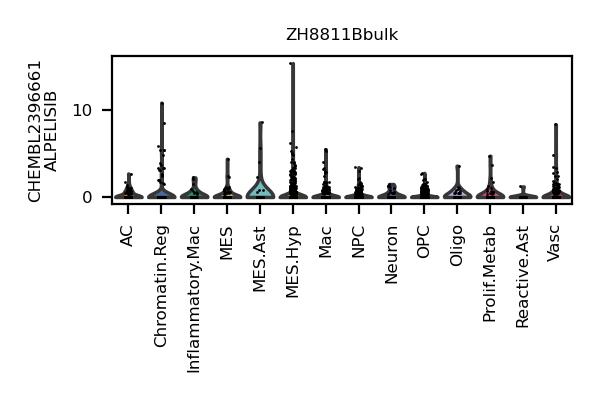 ZH8811Bbulk
CHEMBL2396661
ALPELISIB
10
0
AC
Chromatin.Reg
Inflammatory.Mac
MES
MES.Ast
MES.Hyp
Mac
NPC
Neuron
OPC
Oligo
Prolif.Metab
Reactive.Ast
Vasc